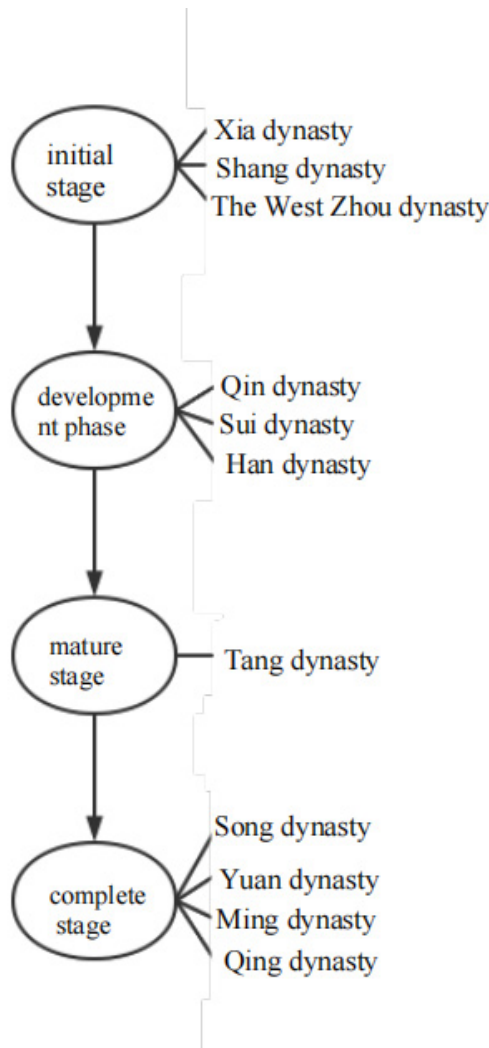 initial
stage
Xia dynasty
Shang dynasty
The West Zhou dynasty
developme
nt phase
Qin dynasty
Sui dynasty
Han dynasty
mature
stage
Tang dynasty
complete
stage
Song dynasty
Yuan dynasty
Ming dynasty
Qing dynasty